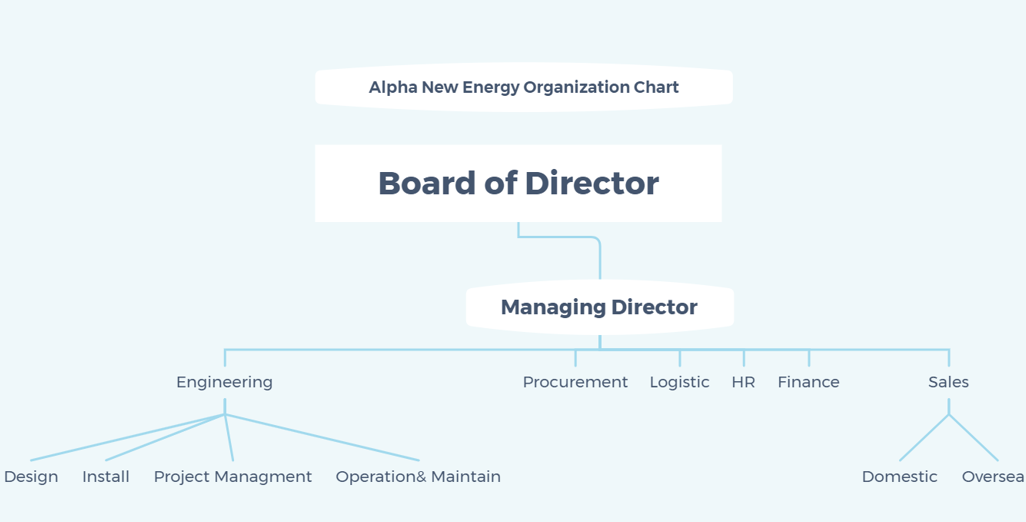 Alpha New Energy Organization Chart
Board of Director
Managing Director
Engineering
Procurement
Logistic
HR
Finance
Sales
Design
Install
Project Managment
Operation& Maintain
Domestic
Oversea